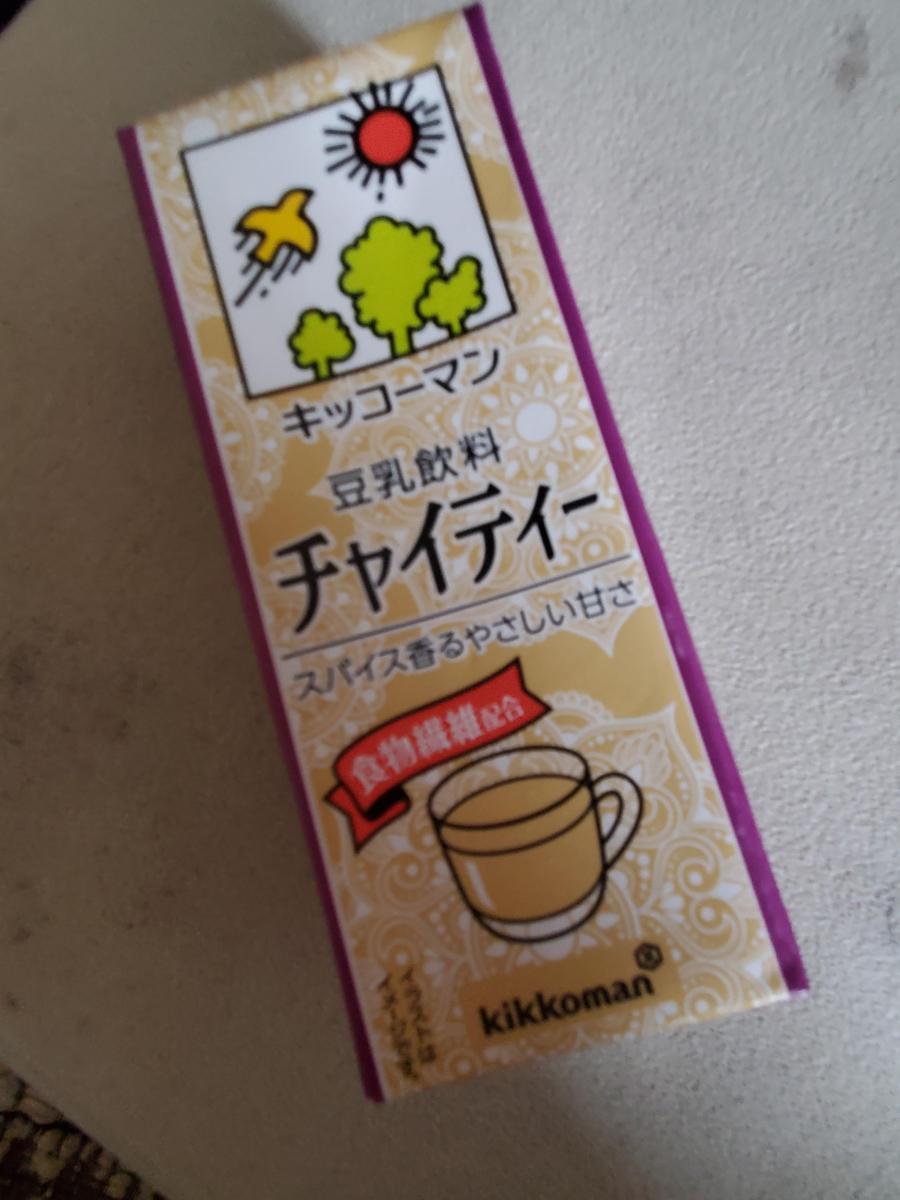 キッコーマン
豆乳飲料
チャイティー
スパイス香るやさしい甘さ
食物繊維配合
kikkoman
イラストは
イメージです。